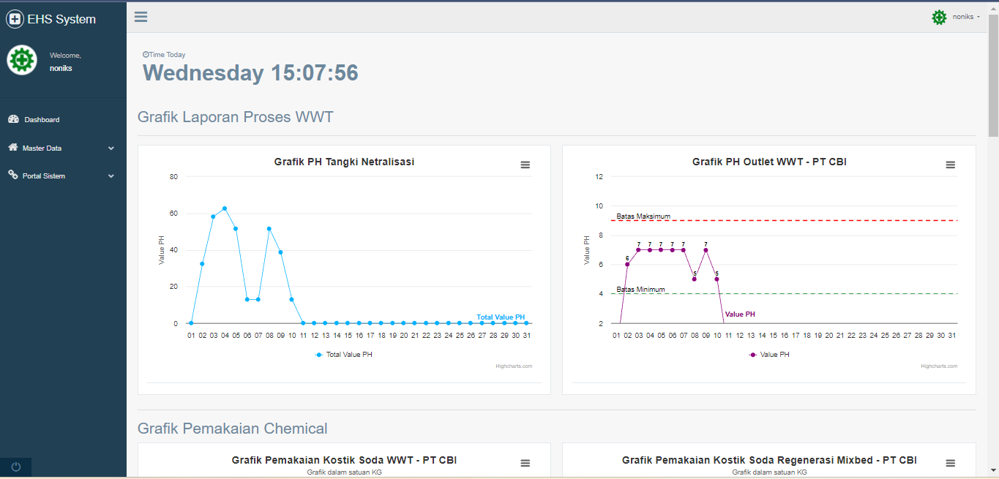 EHS System
noniks
Welcome,
noniks
Dashboard
Master Data
Portal Sistem
Time Today
Wednesday 15:07:56
Grafik Laporan Proses WWT
Grafik PH Tangki Netralisasi
Value PH
80
60
40
20
0
Total Value PH
01 02 03 04 05 06 07 08 09 10 11 12 13 14 15 16 17 18 19 20 21 22 23 24 25 26 27 28 29 30 31
Total Value PH
Highcharts.com
Grafik PH Outlet WWT - PT CBI
Value PH
12
10
8
6
4
2
Batas Maksimum
6 7 7 7 7 7 5 7 5
Batas Minimum
Value PH
01 02 03 04 05 06 07 08 09 10 11 12 13 14 15 16 17 18 19 20 21 22 23 24 25 26 27 28 29 30 31
Value PH
Highcharts.com
Grafik Pemakaian Chemical
Grafik Pemakaian Kostik Soda WWT - PT CBI
Grafik dalam satuan KG
Grafik Pemakaian Kostik Soda Regenerasi Mixbed - PT CBI
Grafik dalam satuan KG